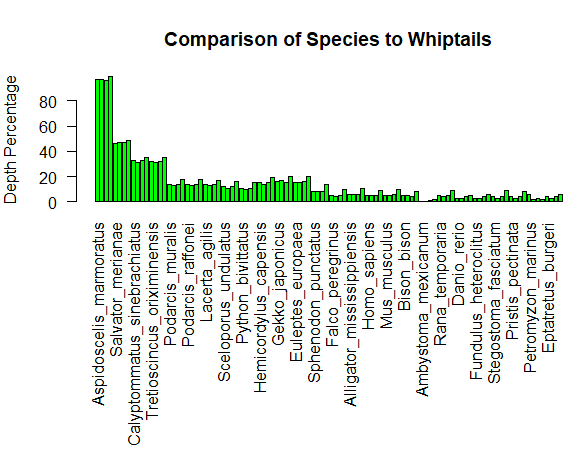 Comparison of Species to Whiptails
Depth Percentage
80
60
40
20
0
Aspidoscelis_marmoratus
Salvator_merianae
Calyptommatus_sinebrachiatus
Tretioscincus_oriximinensis
Podarcis_muralis
Podarcis_raffonei
Lacerta_agilis
Sceloporus_undulatus
Python_bivittatus
Hemicordylus_capensis
Gekko_japonicus
Euleptes_europaea
Sphenodon_punctatus
Falco_peregrinus
Alligator_mississippiensis
Homo_sapiens
Mus_musculus
Bison_bison
Ambystoma_mexicanum
Rana_temporaria
Danio_rerio
Fundulus_heteroclitus
Stegostoma_fasciatum
Pristis_pectinata
Petromyzon_marinus
Eptatretus_burgeri